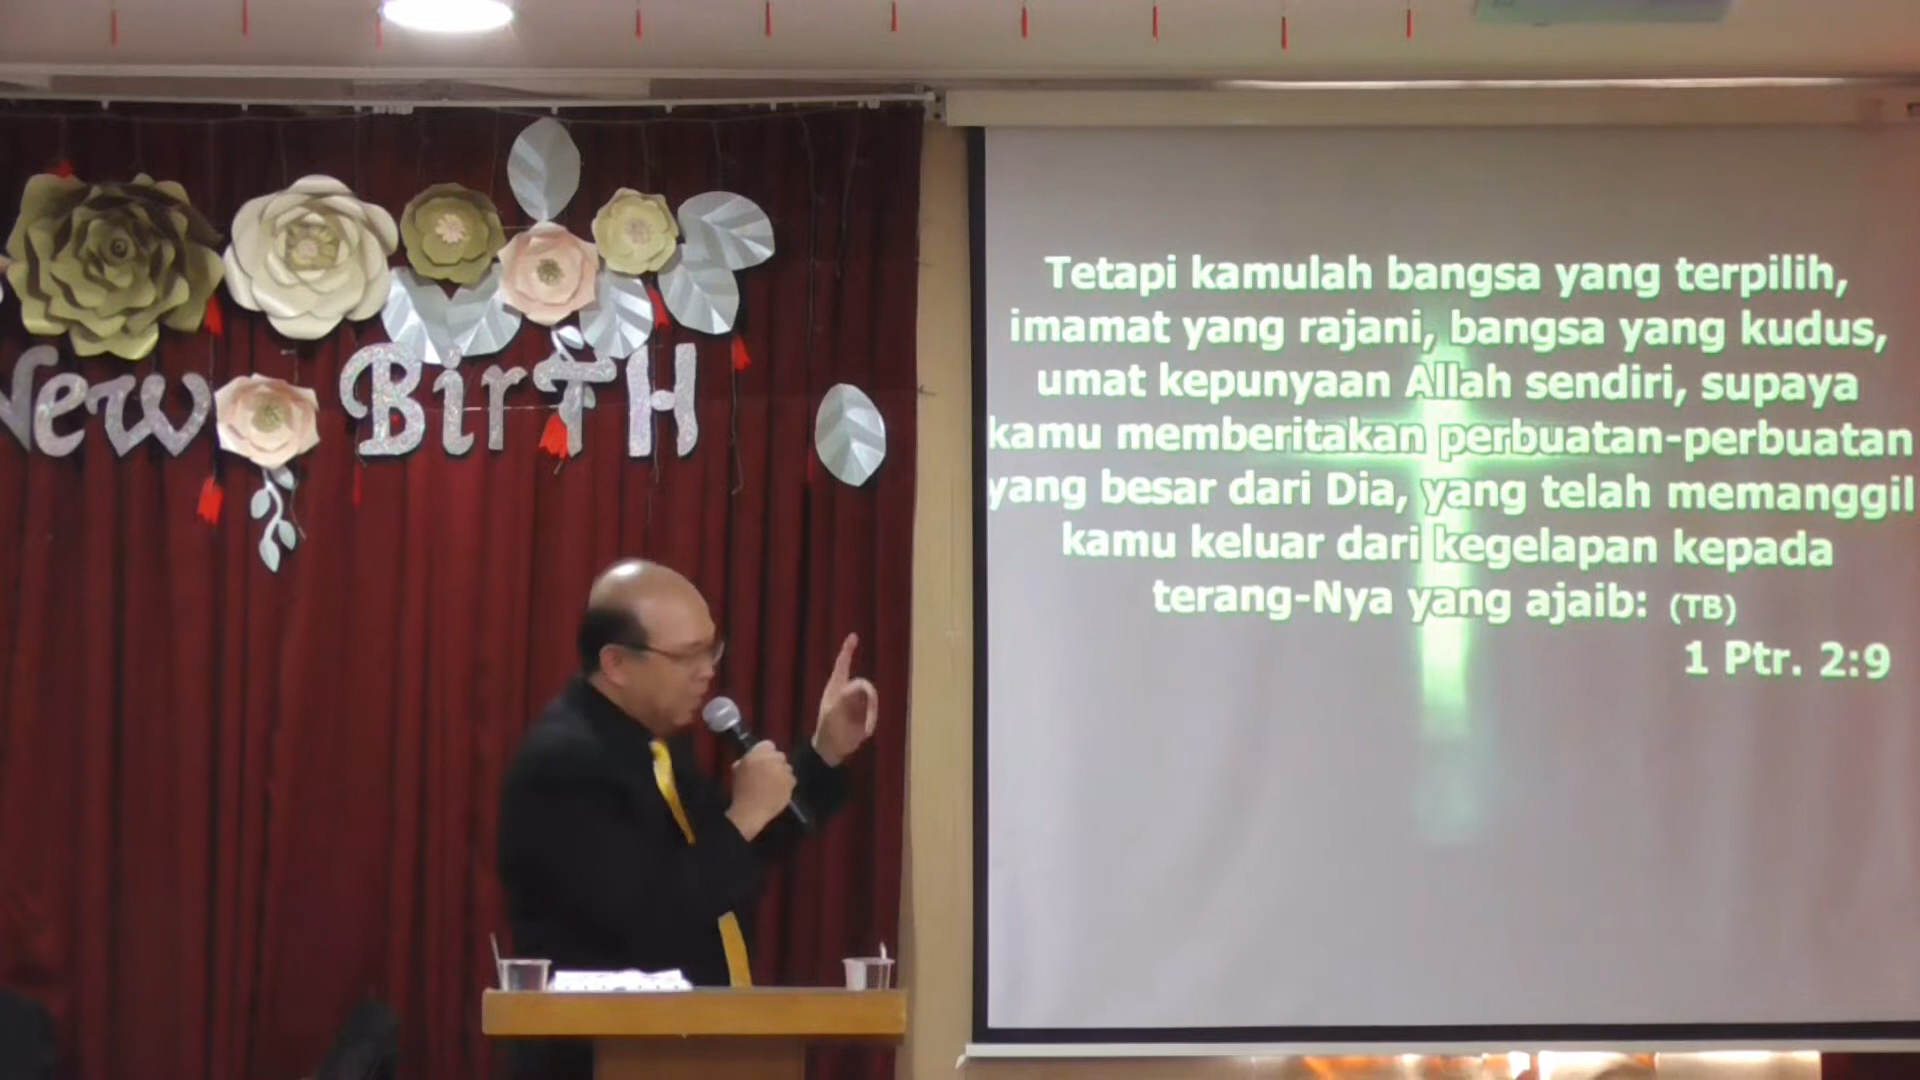 New BirTH
Tetapi kamulah bangsa yang terpilih,
imamat yang rajani, bangsa yang kudus,
umat kepunyaan Allah sendiri, supaya
kamu memberitakan perbuatan-perbuatan
yang besar dari Dia, yang telah memanggil
kamu keluar dari kegelapan kepada
terang-Nya yang ajaib: (TB)
1 Ptr. 2:9